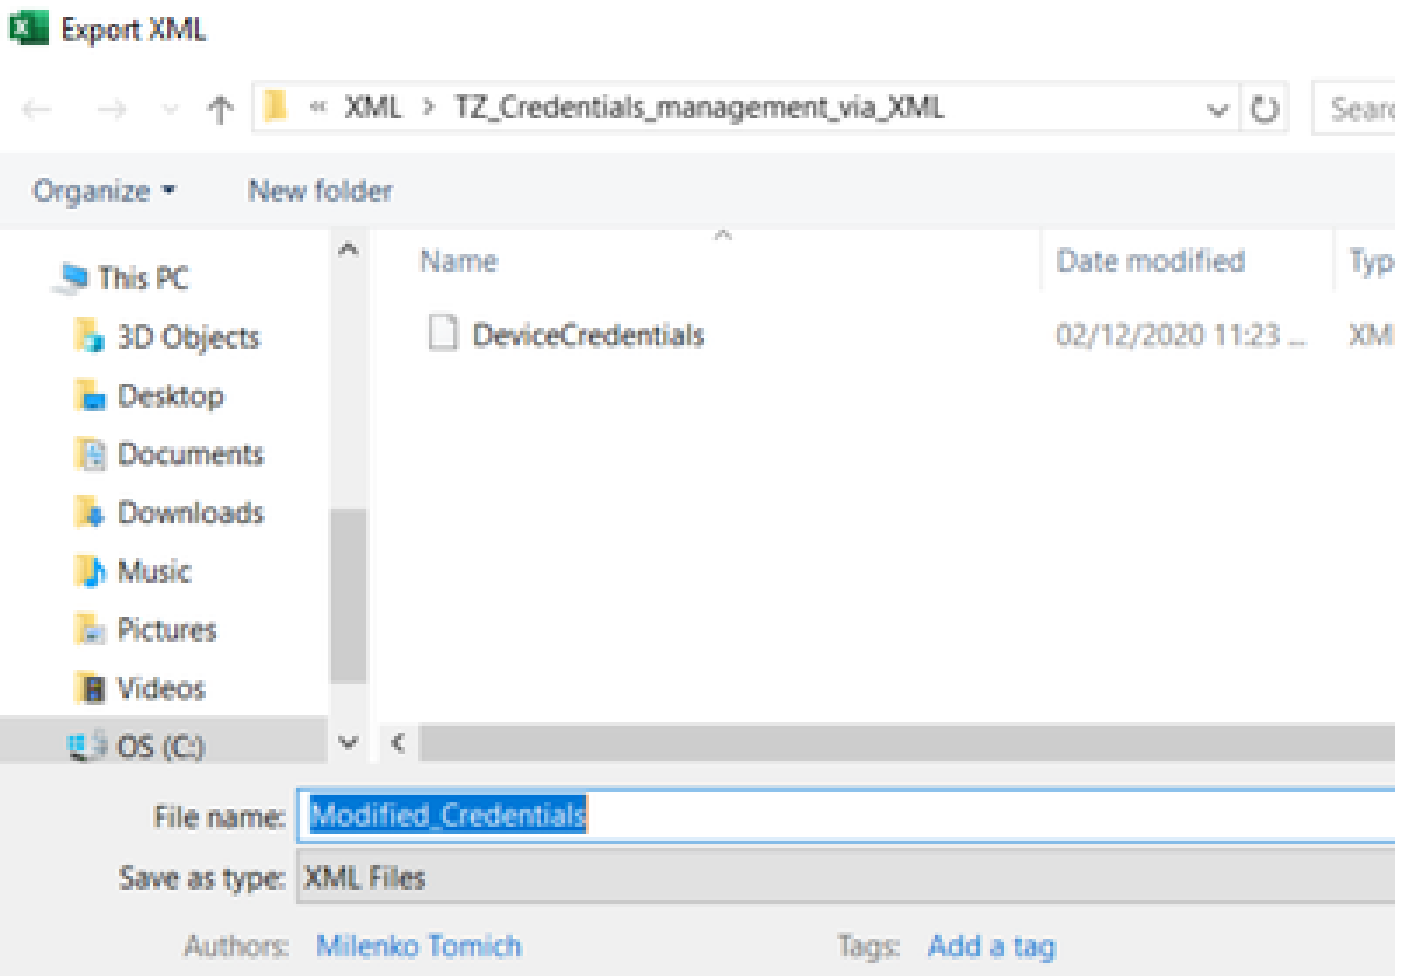 Export XML
« XML > TZ_Credentials_management_via_XML
Organize New folder
Name Date modified
DeviceCredentials 02/12/2020 11:23 ...
This PC
3D Objects
Desktop
Documents
Downloads
Music
Pictures
Videos
OS (C:)
File name: Modified_Credentials
Save as type: XML Files
Authors: Milenko Tomich Tags: Add a tag